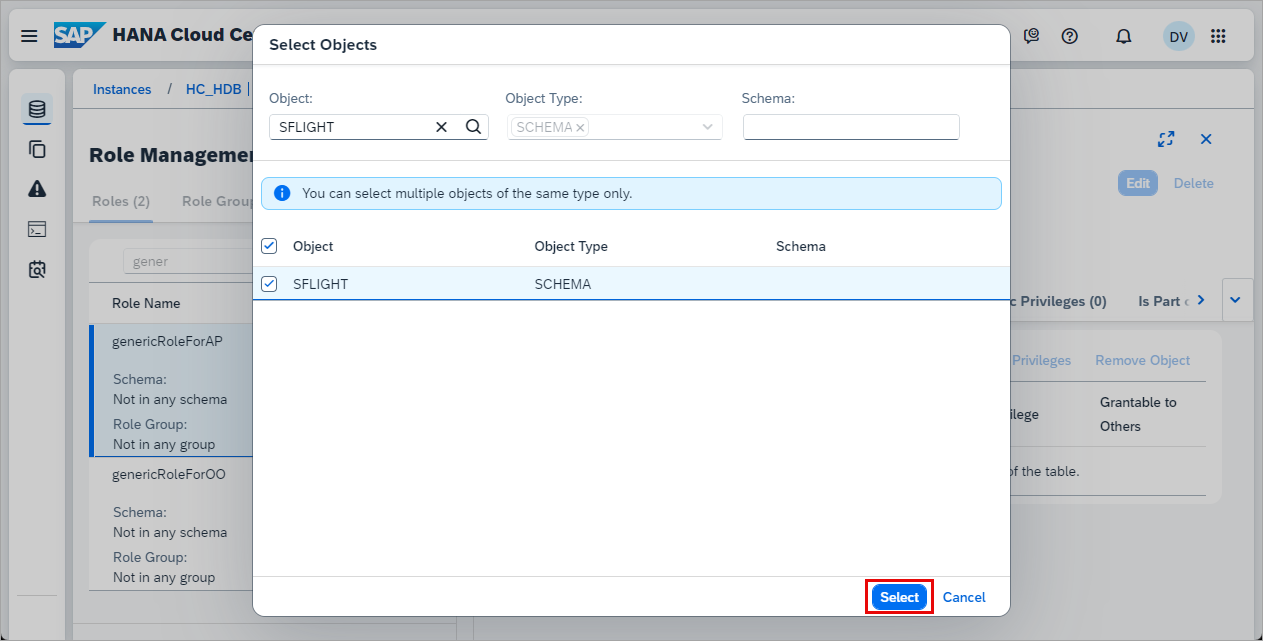 SAP HANA Cloud Ce
DV
Instances / HC_HDB |
Role Managemen
Roles (2) Role Group
gener
Role Name
genericRoleForAP
Schema:
Not in any schema
Role Group:
Not in any group
genericRoleForOO
Schema:
Not in any schema
Role Group:
Not in any group
Select Objects
Object: Object Type: Schema:
SFLIGHT SCHEMA
You can select multiple objects of the same type only.
Object Object Type Schema
SFLIGHT SCHEMA
Select Cancel
Edit Delete
c Privileges (0) Is Part
Privileges Remove Object
ilege
Grantable to
Others
of the table.